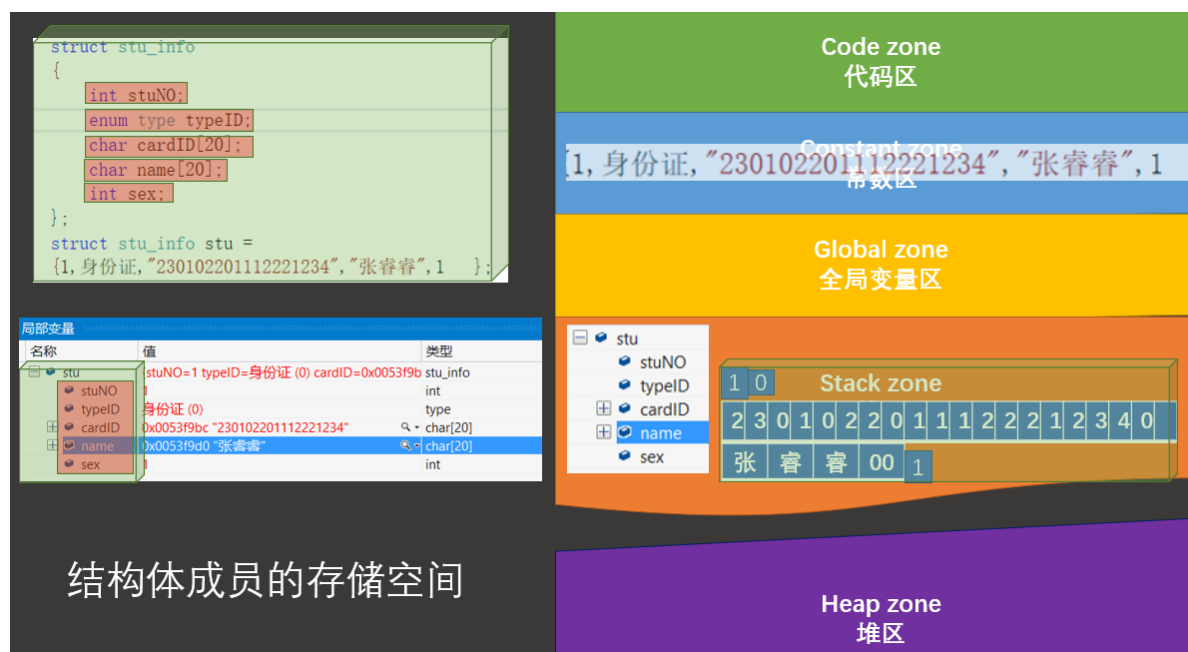 struct stu_info
{
int stuNO;
enum type typeID;
char cardID[20];
char name[20];
int sex;
};
struct stu_info stu =
{1,身份证,"230102201112221234","张睿睿",1 };
局部变量
名称 值 类型
stu stuNO=1 typeID=身份证 (0) cardID=0x0053f9b stu_info
stuNO 1 int
typeID 身份证 (0) type
cardID 0x0053f9bc "230102201112221234" char[20]
name 0x0053f9d0 "张睿睿" char[20]
sex 1 int
结构体成员的存储空间
Code zone
代码区
Constant zone
常数区
{1,身份证,"230102201112221234","张睿睿",1
Global zone
全局变量区
stu
stuNO
typeID
cardID
name
sex
Stack zone
1 0
2 3 0 1 0 2 2 0 1 1 1 2 2 2 1 2 3 4 0
张 睿 睿 00 1
Heap zone
堆区